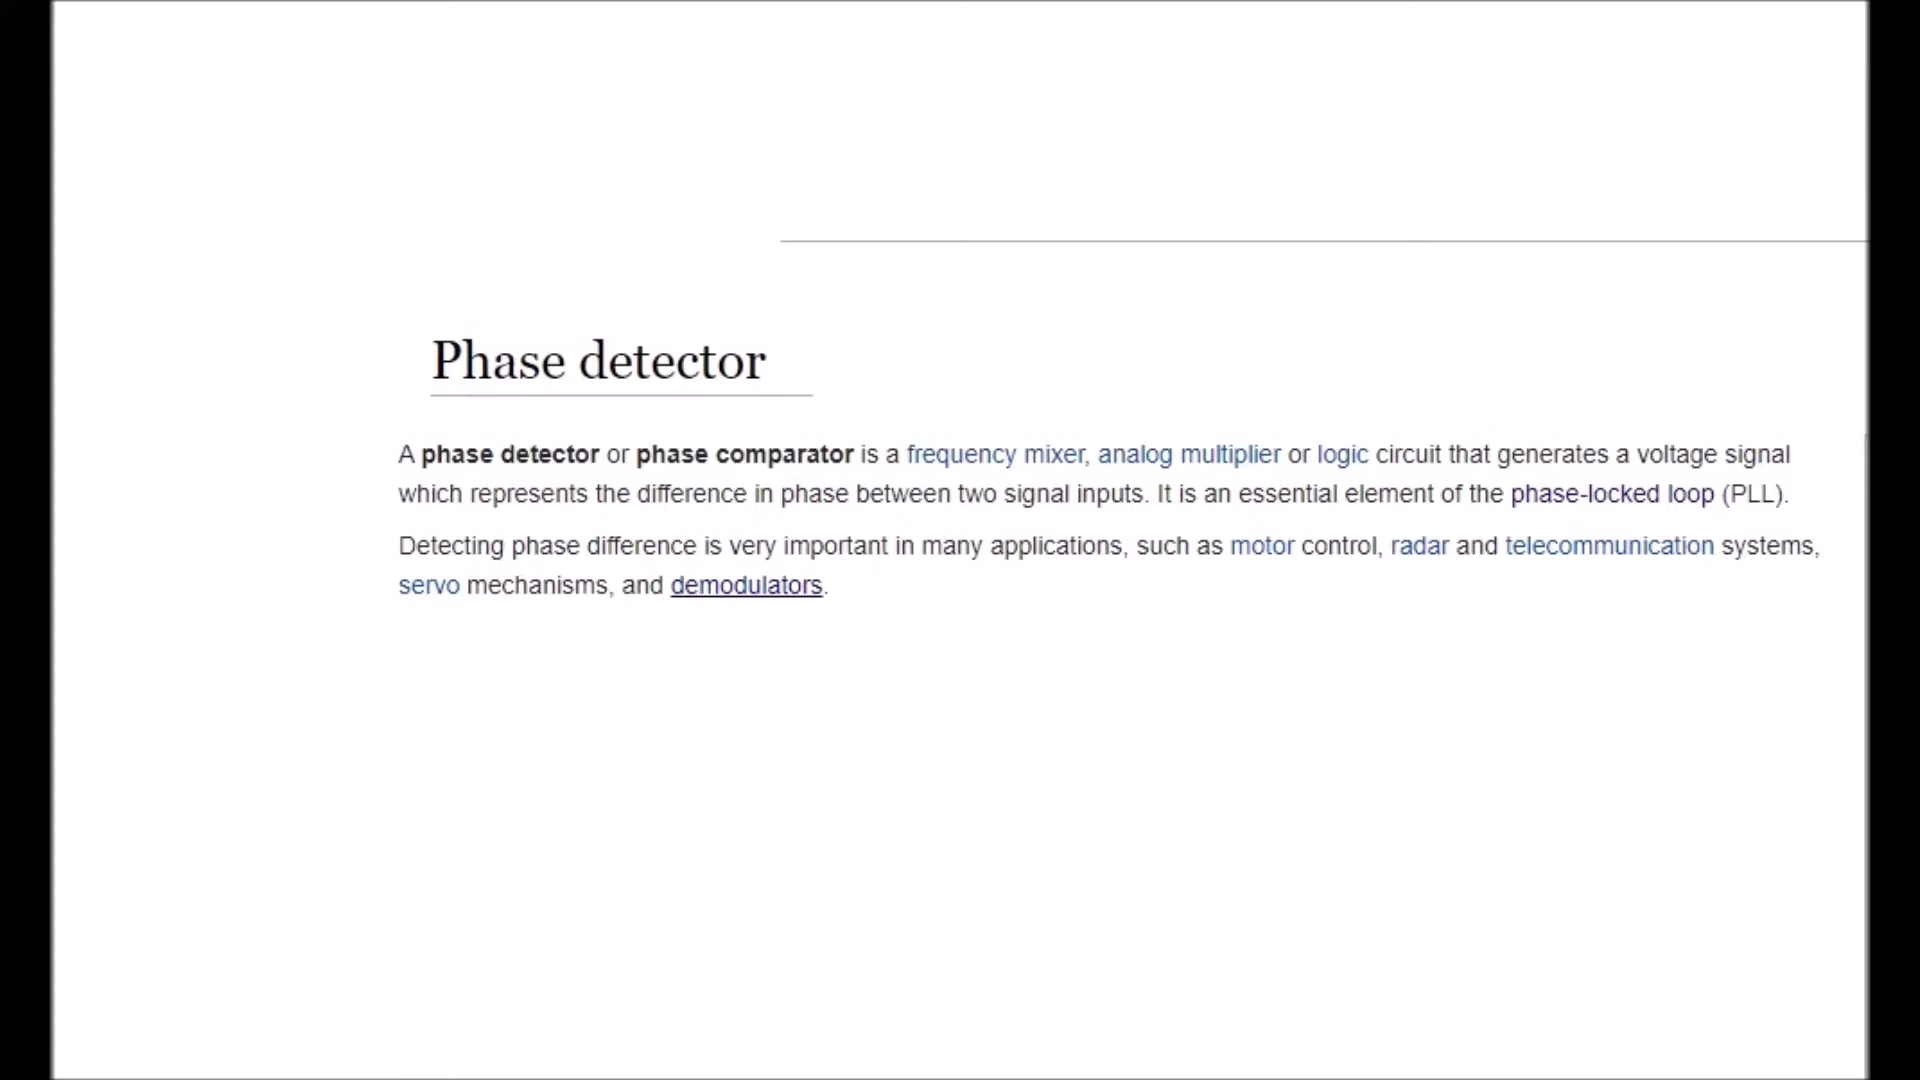 Phase detector
A phase detector or phase comparator is a frequency mixer, analog multiplier or logic circuit that generates a voltage signal
which represents the difference in phase between two signal inputs. It is an essential element of the phase-locked loop (PLL).
Detecting phase difference is very important in many applications, such as motor control, radar and telecommunication systems,
servo mechanisms, and demodulators.